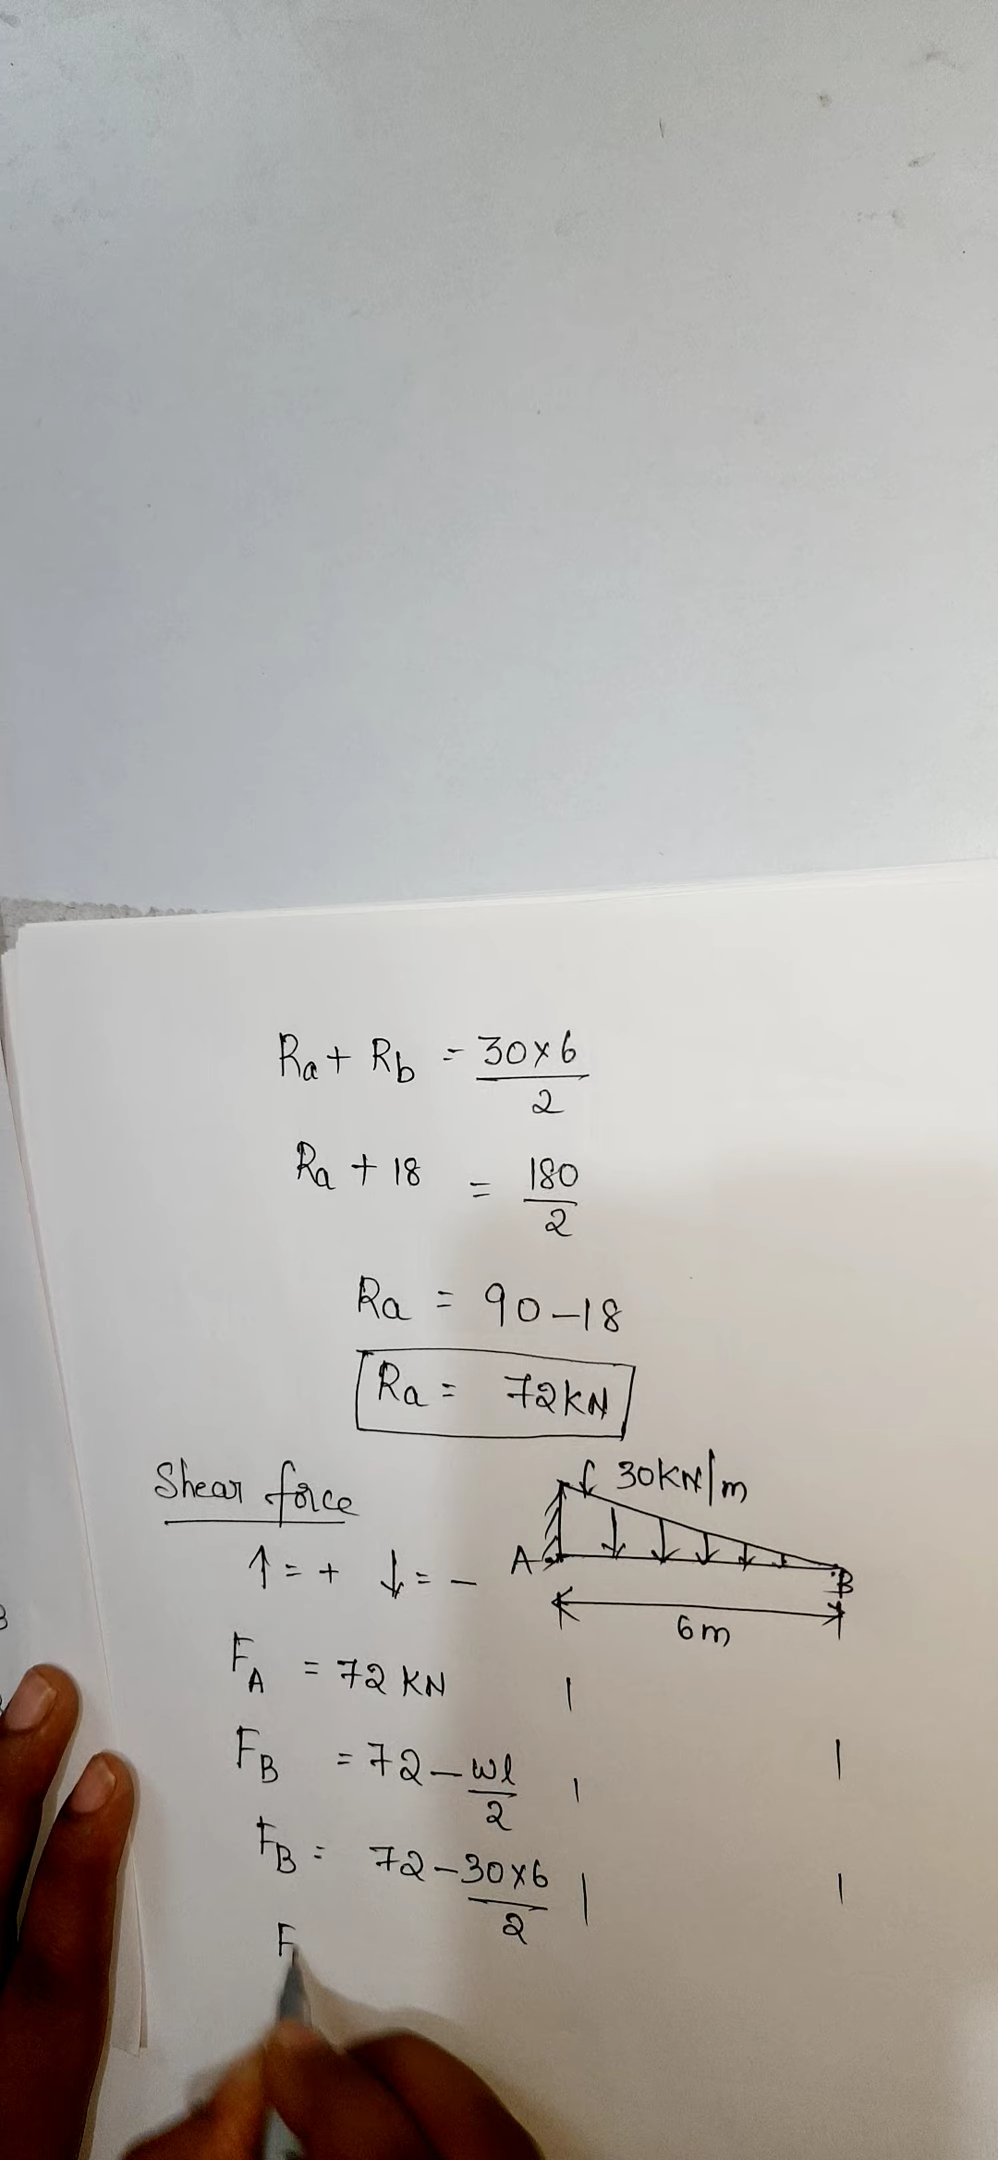 Ra + Rb = 30×6
2
Ra + 18 = 180
2
Ra = 90-18
Ra = 72KN
Shear force
30KN/m
↑ = + ↓ = -
A
B
6m
FA = 72 KN
FB = 72 - wl
2
FB = 72 - 30×6
2
F